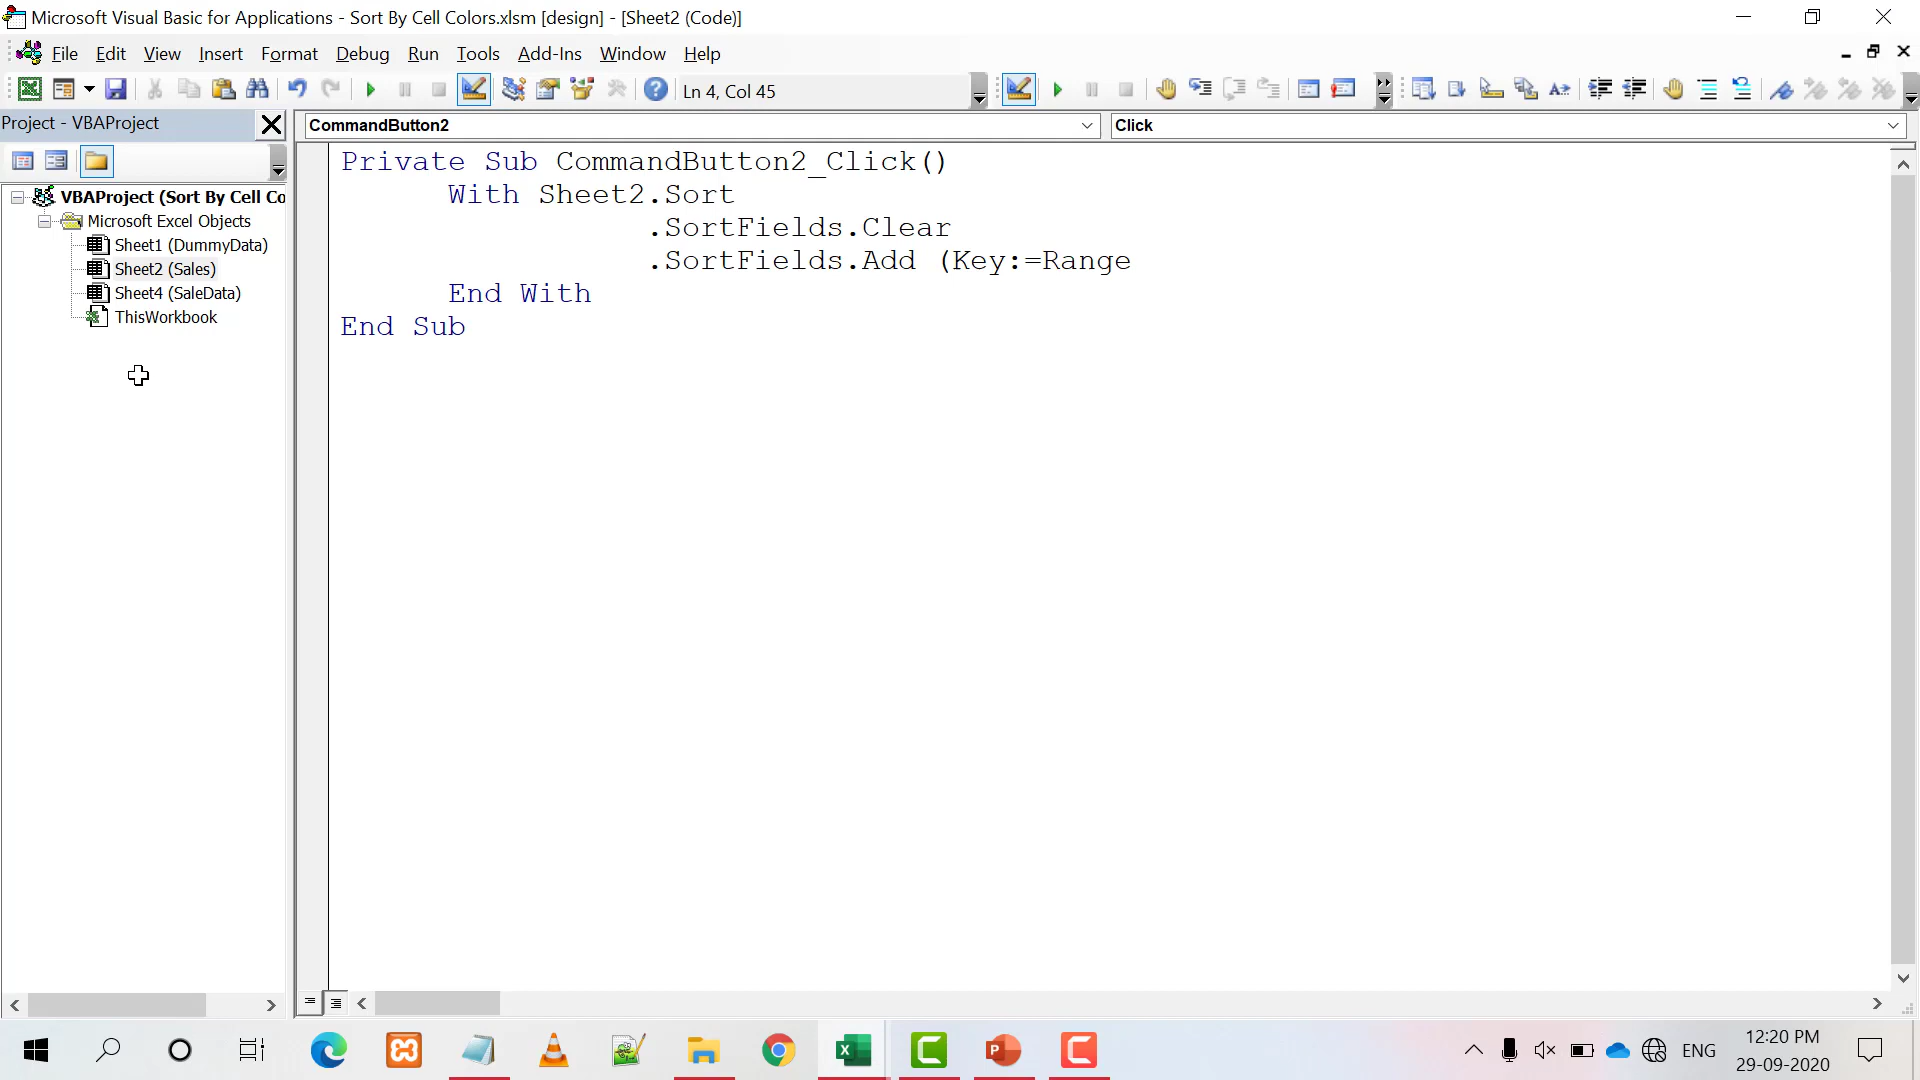 Microsoft Visual Basic for Applications - Sort By Cell Colors.xlsm [design] - [Sheet2 (Code)]
File Edit View Insert Format Debug Run Tools Add-Ins Window Help
Ln 4, Col 45
Project - VBAProject
CommandButton2
Click
VBAProject (Sort By Cell Co
Microsoft Excel Objects
Sheet1 (DummyData)
Sheet2 (Sales)
Sheet4 (SaleData)
ThisWorkbook
Private Sub CommandButton2_Click()
With Sheet2.Sort
.SortFields.Clear
.SortFields.Add (Key:=Range
End With
End Sub
ENG
12:20 PM
29-09-2020